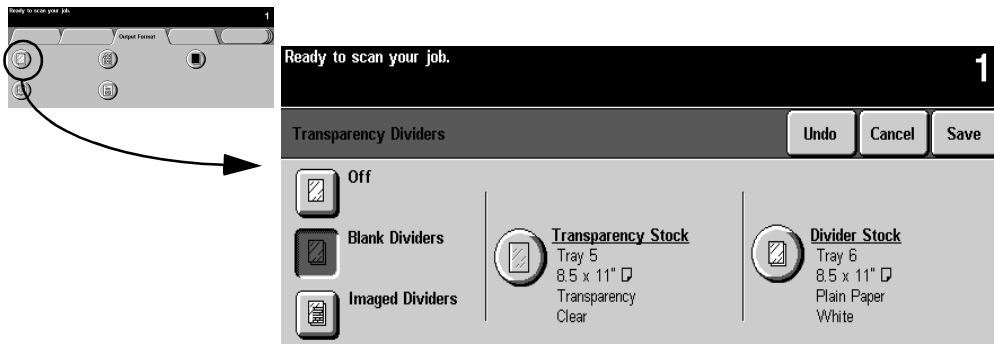 Ready to scan your job.
1
Output Format
Ready to scan your job.
1
Transparency Dividers
Undo
Cancel
Save
Off
Blank Dividers
Imaged Dividers
Transparency Stock
Tray 5
8.5 x 11"
Transparency
Clear
Divider Stock
Tray 6
8.5 x 11"
Plain Paper
White